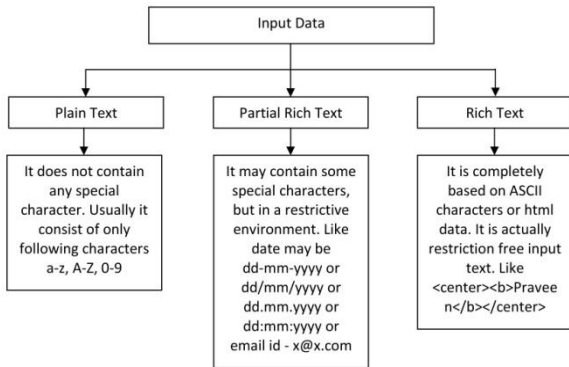 Input Data
Plain Text
Partial Rich Text
Rich Text
It does not contain
any special
character. Usually it
consist of only
following characters
a-z, A-Z, 0-9
It may contain some
special characters,
but in a restrictive
environment. Like
date may be
dd-mm-yyyy or
dd/mm/yyyy or
dd.mm.yyyy or
dd:mm:yyyy or
email id - x@x.com
It is completely
based on ASCII
characters or html
data. It is actually
restriction free input
text. Like
<center><b>Pravee
n</b></center>